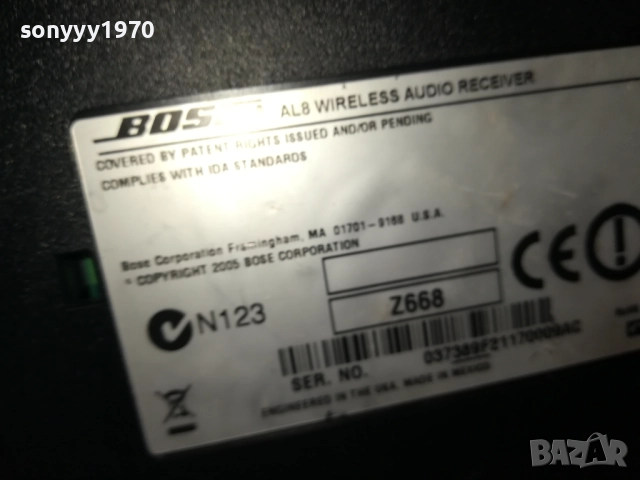 sonyyy1970
BOSE AL8 WIRELESS AUDIO RECEIVER
COVERED BY PATENT RIGHTS ISSUED AND/OR PENDING
COMPLIES WITH IDA STANDARDS
Bose Corporation Framingham, MA 01701-9168 U.S.A.
© COPYRIGHT 2005 BOSE CORPORATION
N123
Z668
CE
SER. NO.
ENGINEERED IN THE USA, MADE IN MEXICO
BAZAR